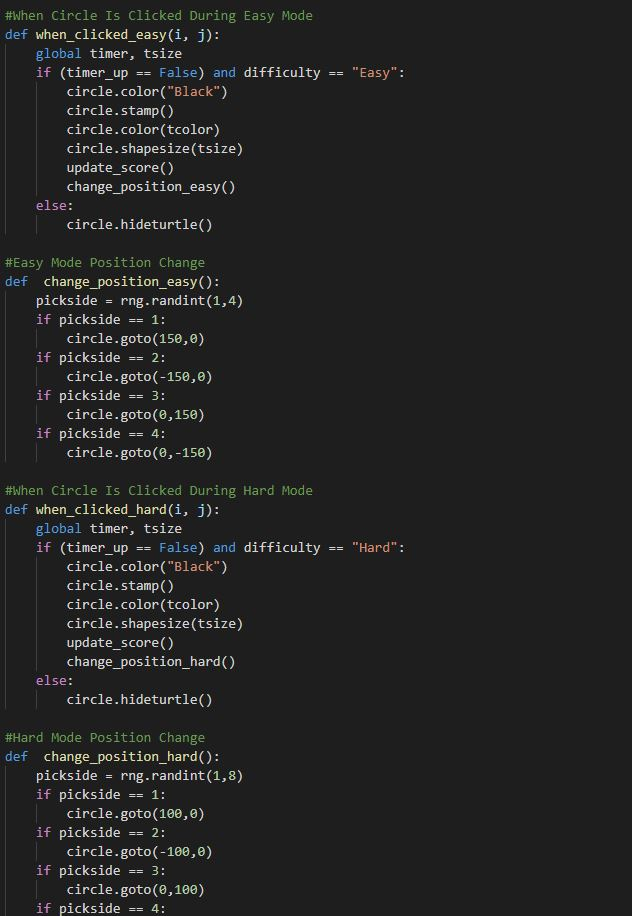 #When Circle Is Clicked During Easy Mode
def when_clicked_easy(i, j):
    global timer, tsize
    if (timer_up == False) and difficulty == "Easy":
        circle.color("Black")
        circle.stamp()
        circle.color(tcolor)
        circle.shapesize(tsize)
        update_score()
        change_position_easy()
    else:
        circle.hideturtle()

#Easy Mode Position Change
def  change_position_easy():
    pickside = rng.randint(1,4)
    if pickside == 1:
        circle.goto(150,0)
    if pickside == 2:
        circle.goto(-150,0)
    if pickside == 3:
        circle.goto(0,150)
    if pickside == 4:
        circle.goto(0,-150)

#When Circle Is Clicked During Hard Mode
def when_clicked_hard(i, j):
    global timer, tsize
    if (timer_up == False) and difficulty == "Hard":
        circle.color("Black")
        circle.stamp()
        circle.color(tcolor)
        circle.shapesize(tsize)
        update_score()
        change_position_hard()
    else:
        circle.hideturtle()

#Hard Mode Position Change
def  change_position_hard():
    pickside = rng.randint(1,8)
    if pickside == 1:
        circle.goto(100,0)
    if pickside == 2:
        circle.goto(-100,0)
    if pickside == 3:
        circle.goto(0,100)
    if pickside == 4: